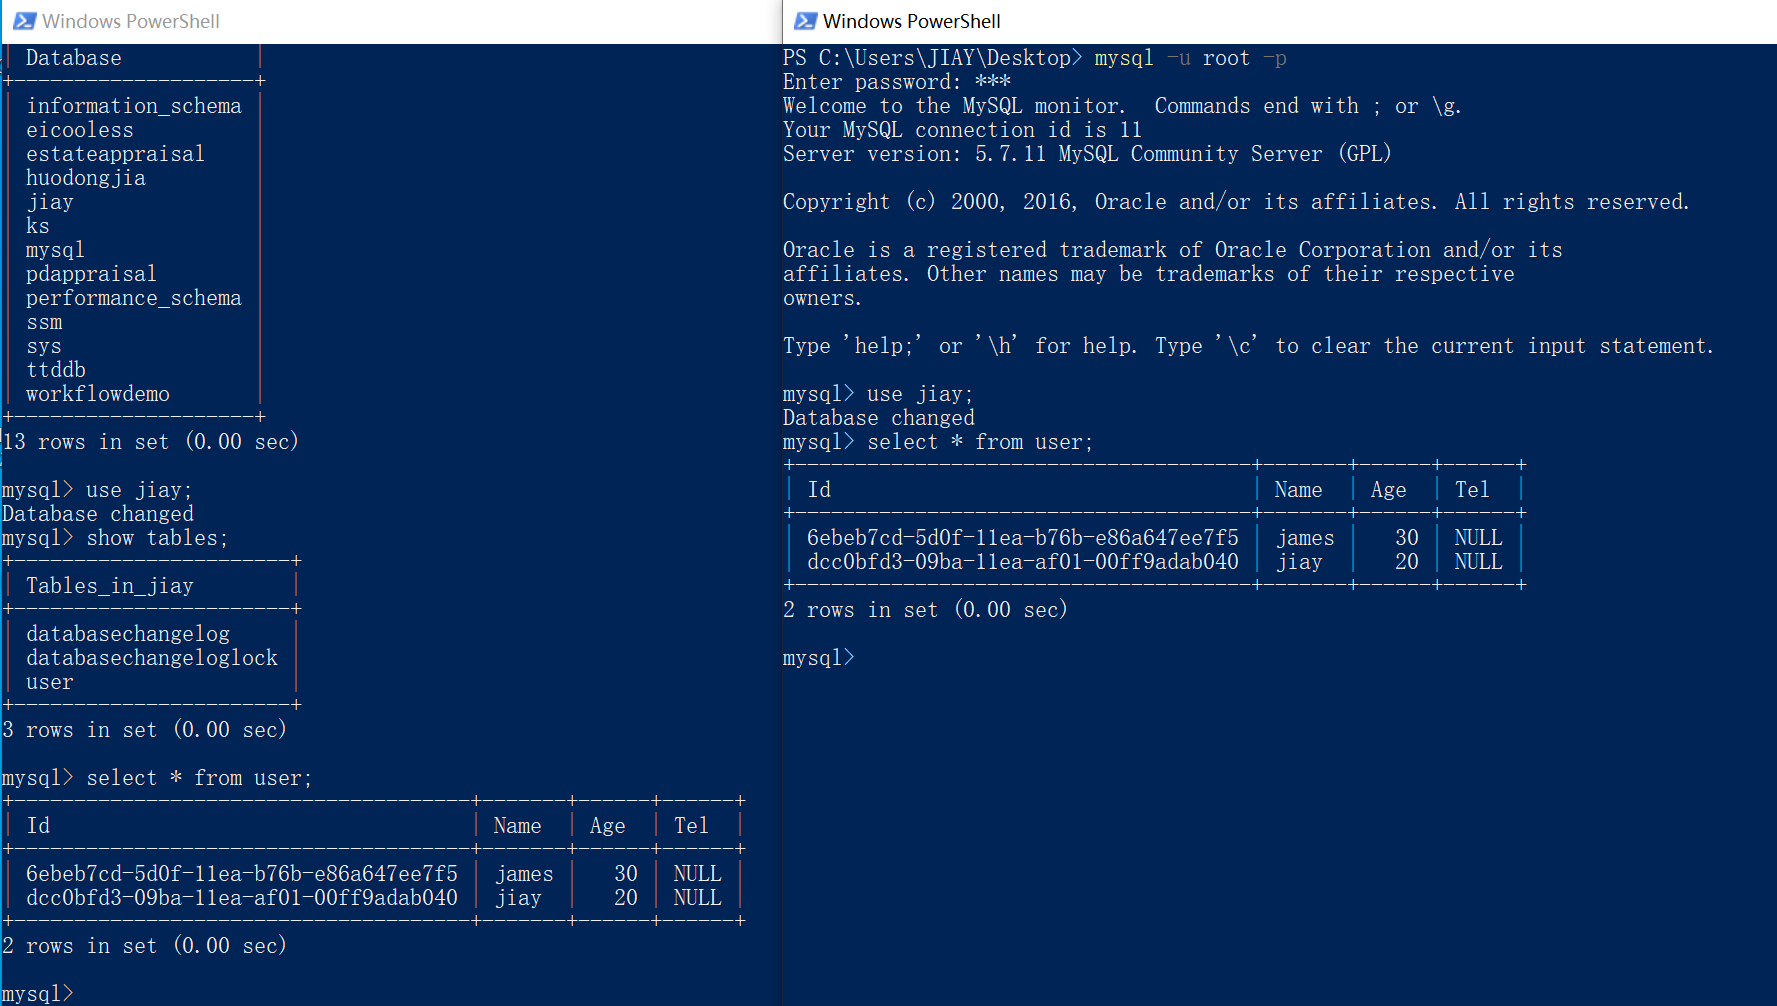 Windows PowerShell
| Database           |
+--------------------+
| information_schema |
| eicooless          |
| estateappraisal    |
| huodongjia         |
| jiay               |
| ks                 |
| mysql              |
| pdappraisal        |
| performance_schema |
| ssm                |
| sys                |
| ttddb              |
| workflowdemo       |
+--------------------+
13 rows in set (0.00 sec)
mysql> use jiay;
Database changed
mysql> show tables;
+-----------------------+
| Tables_in_jiay        |
+-----------------------+
| databasechangelog     |
| databasechangeloglock |
| user                  |
+-----------------------+
3 rows in set (0.00 sec)
mysql> select * from user;
+--------------------------------------+-------+------+------+
| Id                                   | Name  | Age  | Tel  |
+--------------------------------------+-------+------+------+
| 6ebeb7cd-5d0f-11ea-b76b-e86a647ee7f5 | james |   30 | NULL |
| dcc0bfd3-09ba-11ea-af01-00ff9adab040 | jiay  |   20 | NULL |
+--------------------------------------+-------+------+------+
2 rows in set (0.00 sec)
mysql>
Windows PowerShell
PS C:\Users\JIAY\Desktop> mysql -u root -p
Enter password: ***
Welcome to the MySQL monitor.  Commands end with ; or \g.
Your MySQL connection id is 11
Server version: 5.7.11 MySQL Community Server (GPL)
Copyright (c) 2000, 2016, Oracle and/or its affiliates. All rights reserved.
Oracle is a registered trademark of Oracle Corporation and/or its
affiliates. Other names may be trademarks of their respective
owners.
Type 'help;' or '\h' for help. Type '\c' to clear the current input statement.
mysql> use jiay;
Database changed
mysql> select * from user;
+--------------------------------------+-------+------+------+
| Id                                   | Name  | Age  | Tel  |
+--------------------------------------+-------+------+------+
| 6ebeb7cd-5d0f-11ea-b76b-e86a647ee7f5 | james |   30 | NULL |
| dcc0bfd3-09ba-11ea-af01-00ff9adab040 | jiay  |   20 | NULL |
+--------------------------------------+-------+------+------+
2 rows in set (0.00 sec)
mysql>